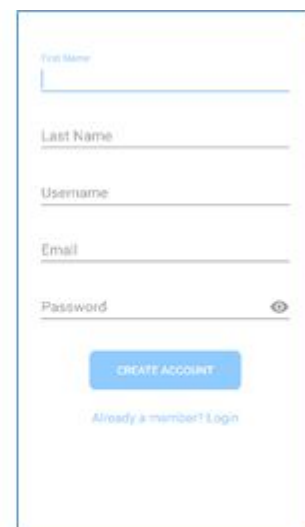 First Name
Last Name
Username
Email
Password
CREATE ACCOUNT
Already a member? Login